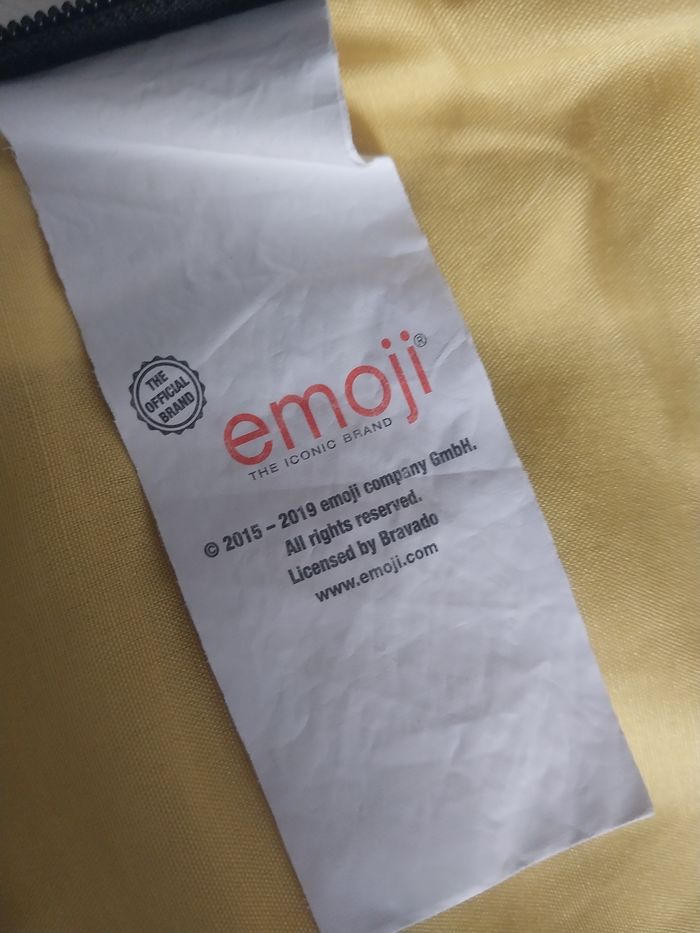 THE
OFFICIAL
BRAND
emoji®
THE ICONIC BRAND
© 2015 – 2019 emoji company GmbH.
All rights reserved.
Licensed by Bravado
www.emoji.com